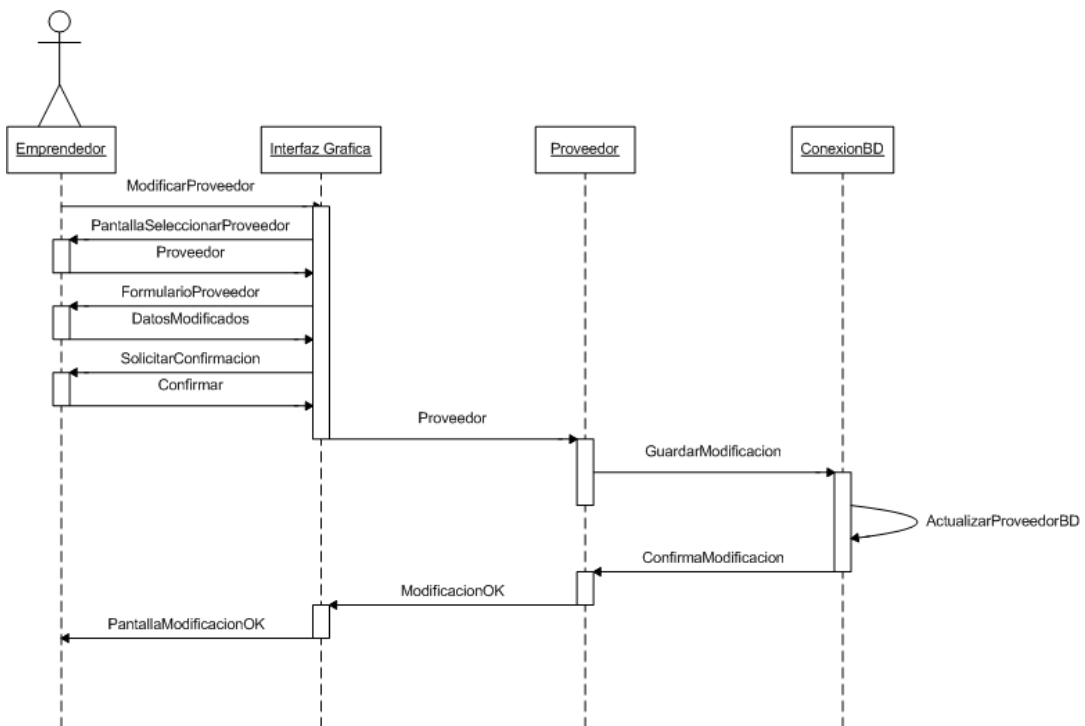 Emprendedor
Interfaz Grafica
Proveedor
ConexionBD
ModificarProveedor
PantallaSeleccionarProveedor
Proveedor
FormularioProveedor
DatosModificados
SolicitarConfirmacion
Confirmar
Proveedor
GuardarModificacion
ActualizarProveedorBD
ConfirmaModificacion
ModificacionOK
PantallaModificacionOK